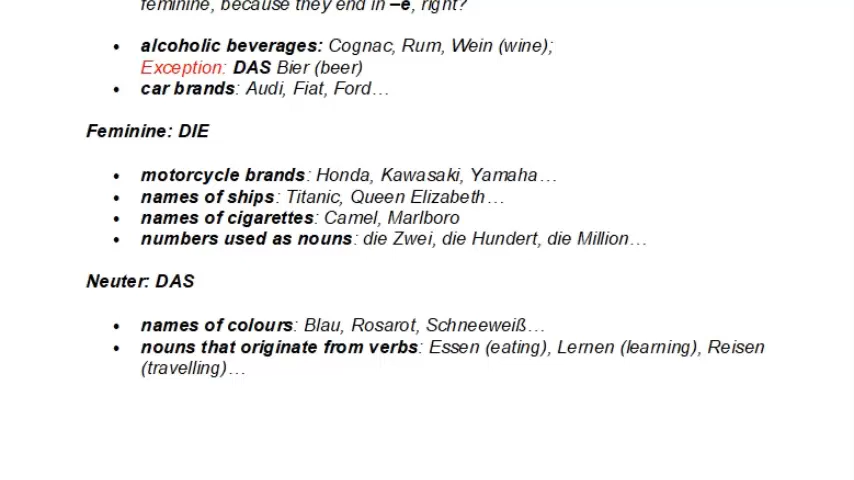 feminine, because they end in –e, right?
• alcoholic beverages: Cognac, Rum, Wein (wine);
Exception: DAS Bier (beer)
• car brands: Audi, Fiat, Ford…
Feminine: DIE
• motorcycle brands: Honda, Kawasaki, Yamaha…
• names of ships: Titanic, Queen Elizabeth…
• names of cigarettes: Camel, Marlboro
• numbers used as nouns: die Zwei, die Hundert, die Million…
Neuter: DAS
• names of colours: Blau, Rosarot, Schneeweiß…
• nouns that originate from verbs: Essen (eating), Lernen (learning), Reisen
(travelling)…